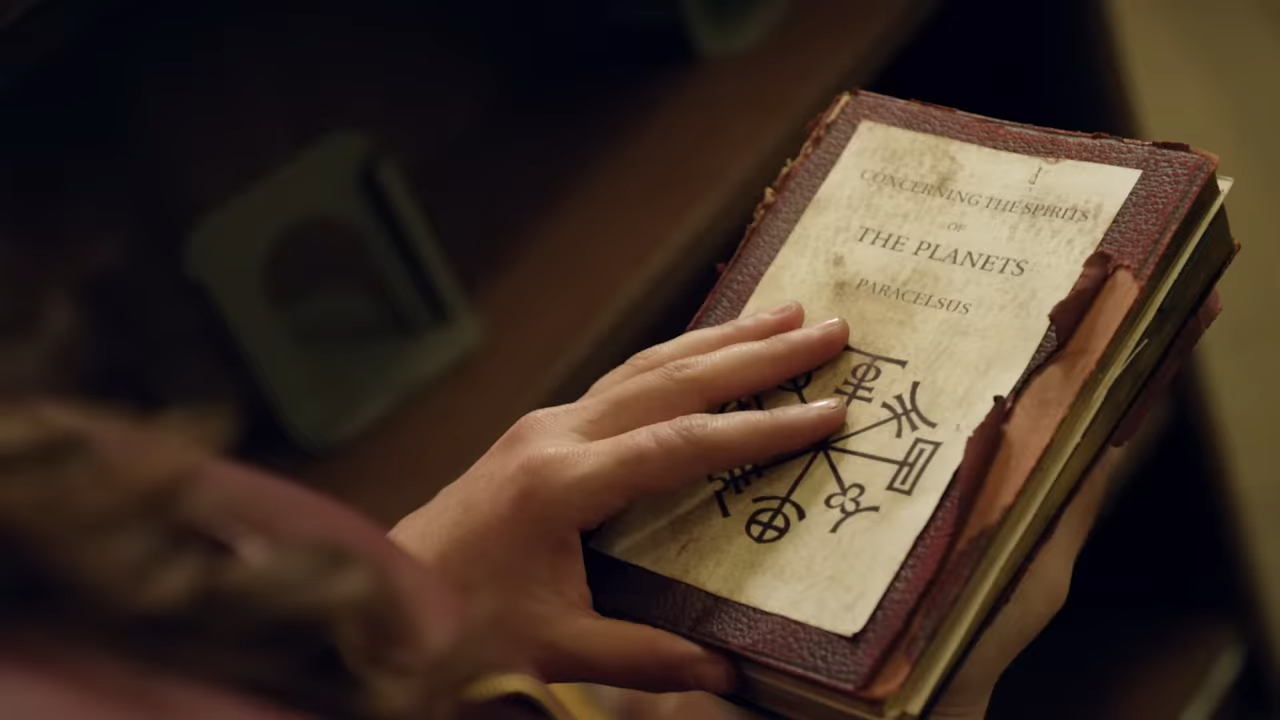 CONCERNING THE SPIRITS
OF
THE PLANETS
PARACELSUS